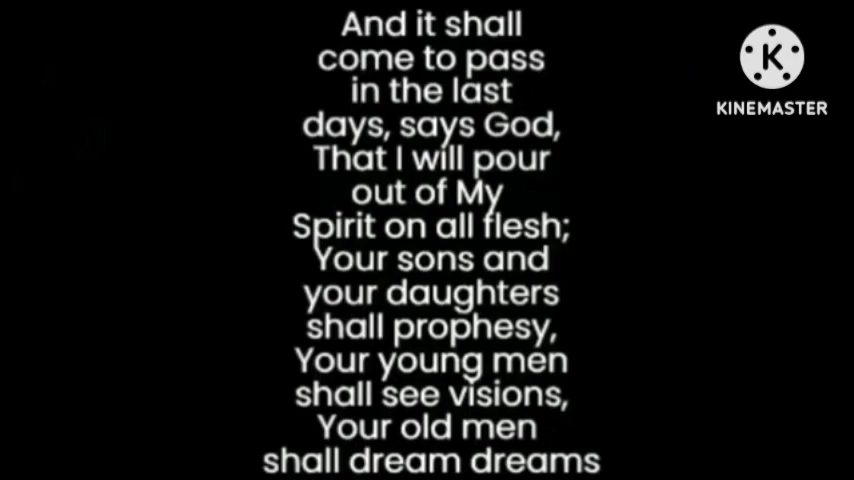 And it shall
come to pass
in the last
days, says God,
That I will pour
out of My
Spirit on all flesh;
Your sons and
your daughters
shall prophesy,
Your young men
shall see visions,
Your old men
shall dream dreams
K
KINEMASTER